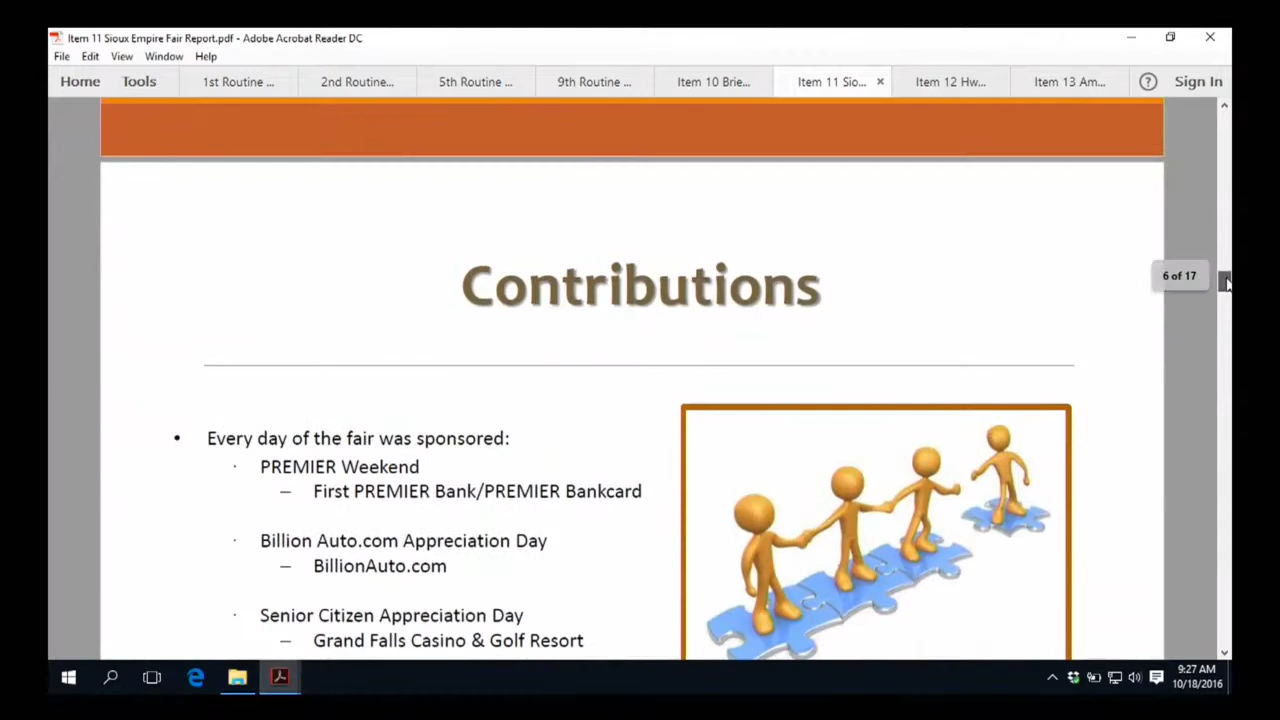 Item 11 Sioux Empire Fair Report.pdf - Adobe Acrobat Reader DC
File Edit View Window Help
Home Tools 1st Routine ... 2nd Routine... 5th Routine ... 9th Routine ... Item 10 Brie... Item 11 Sio... × Item 12 Hw... Item 13 Am... ? Sign In
Contributions
6 of 17
• Every day of the fair was sponsored:
· PREMIER Weekend
– First PREMIER Bank/PREMIER Bankcard
· Billion Auto.com Appreciation Day
– BillionAuto.com
· Senior Citizen Appreciation Day
– Grand Falls Casino & Golf Resort
9:27 AM
10/18/2016